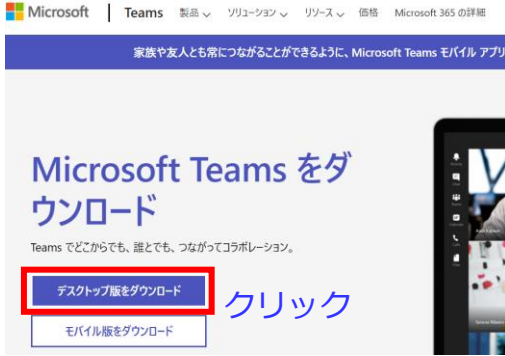 Microsoft | Teams 製品 ソリューション リソース 価格 Microsoft 365 の詳細
家族や友人とも常につながることができるように、Microsoft Teams モバイル アプリ
Microsoft Teams をダ
ウンロード
Teams でどこからでも、誰とでも、つながってコラボレーション。
デスクトップ版をダウンロード
クリック
モバイル版をダウンロード